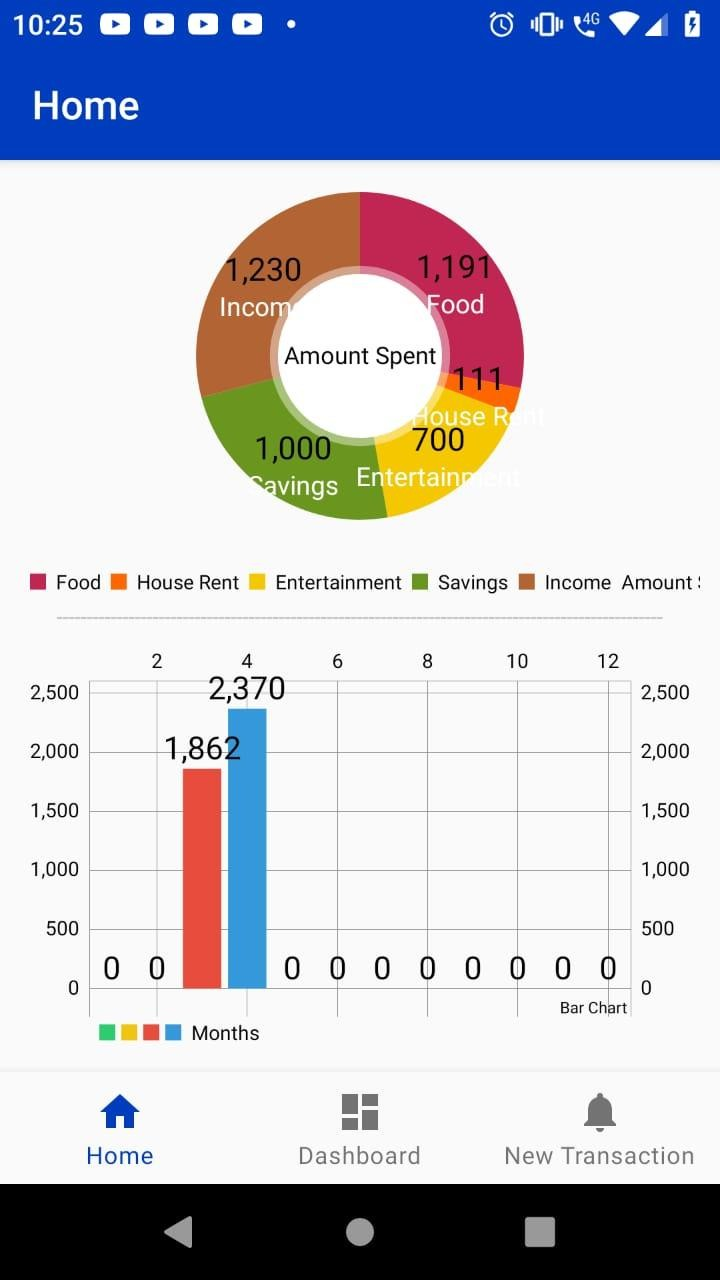 10:25 4G
Home
1,230 1,191
Income Food
Amount Spent
111
House Rent
1,000 700
Savings Entertainment
Food House Rent Entertainment Savings Income Amount
2 4 6 8 10 12
2,370
2,500 2,500
1,862
2,000 2,000
1,500 1,500
1,000 1,000
500 500
0 0 0 0 0 0 0 0 0 0
0 0
Bar Chart
Months
Home Dashboard New Transaction